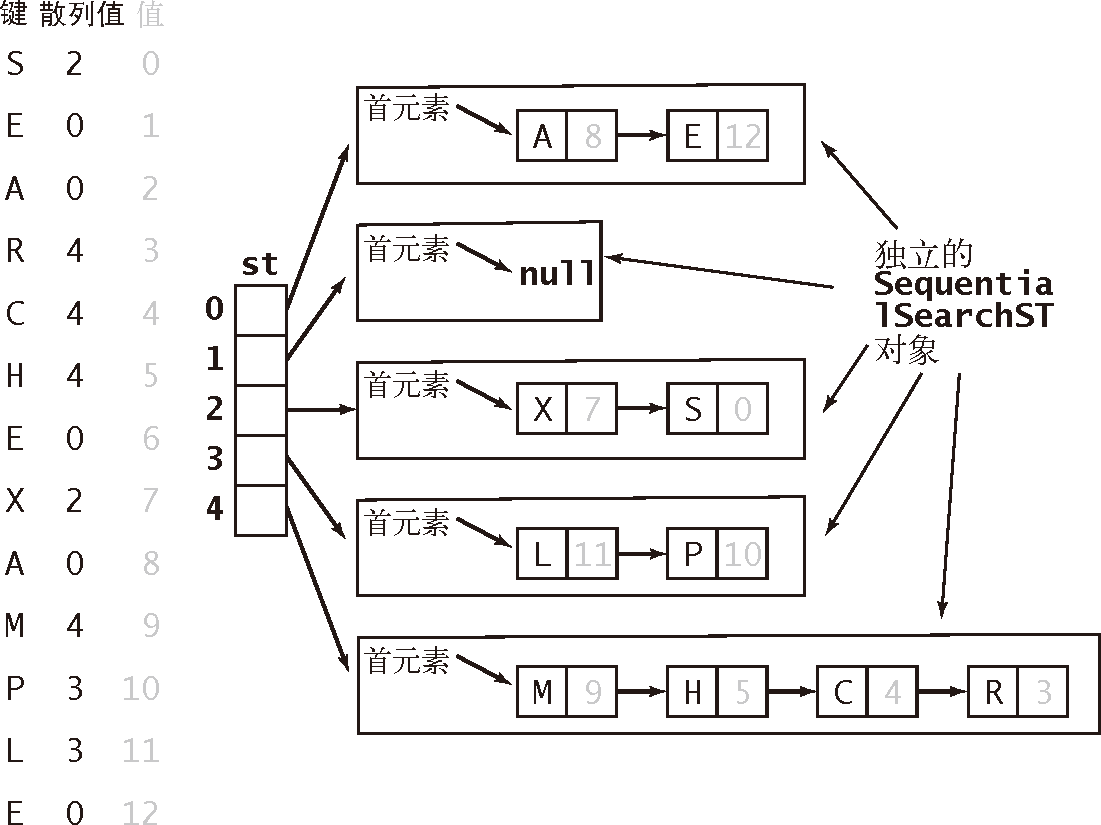 键 散列值 值
S 2 0
E 0 1
A 0 2
R 4 3
C 4 4
H 4 5
E 0 6
X 2 7
A 0 8
M 4 9
P 3 10
L 3 11
E 0 12
st
0
1
2
3
4
首元素
A 8 E 12
首元素
null
首元素
X 7 S 0
首元素
L 11 P 10
首元素
M 9 H 5 C 4 R 3
独立的
Sequentia
lSearchST
对象